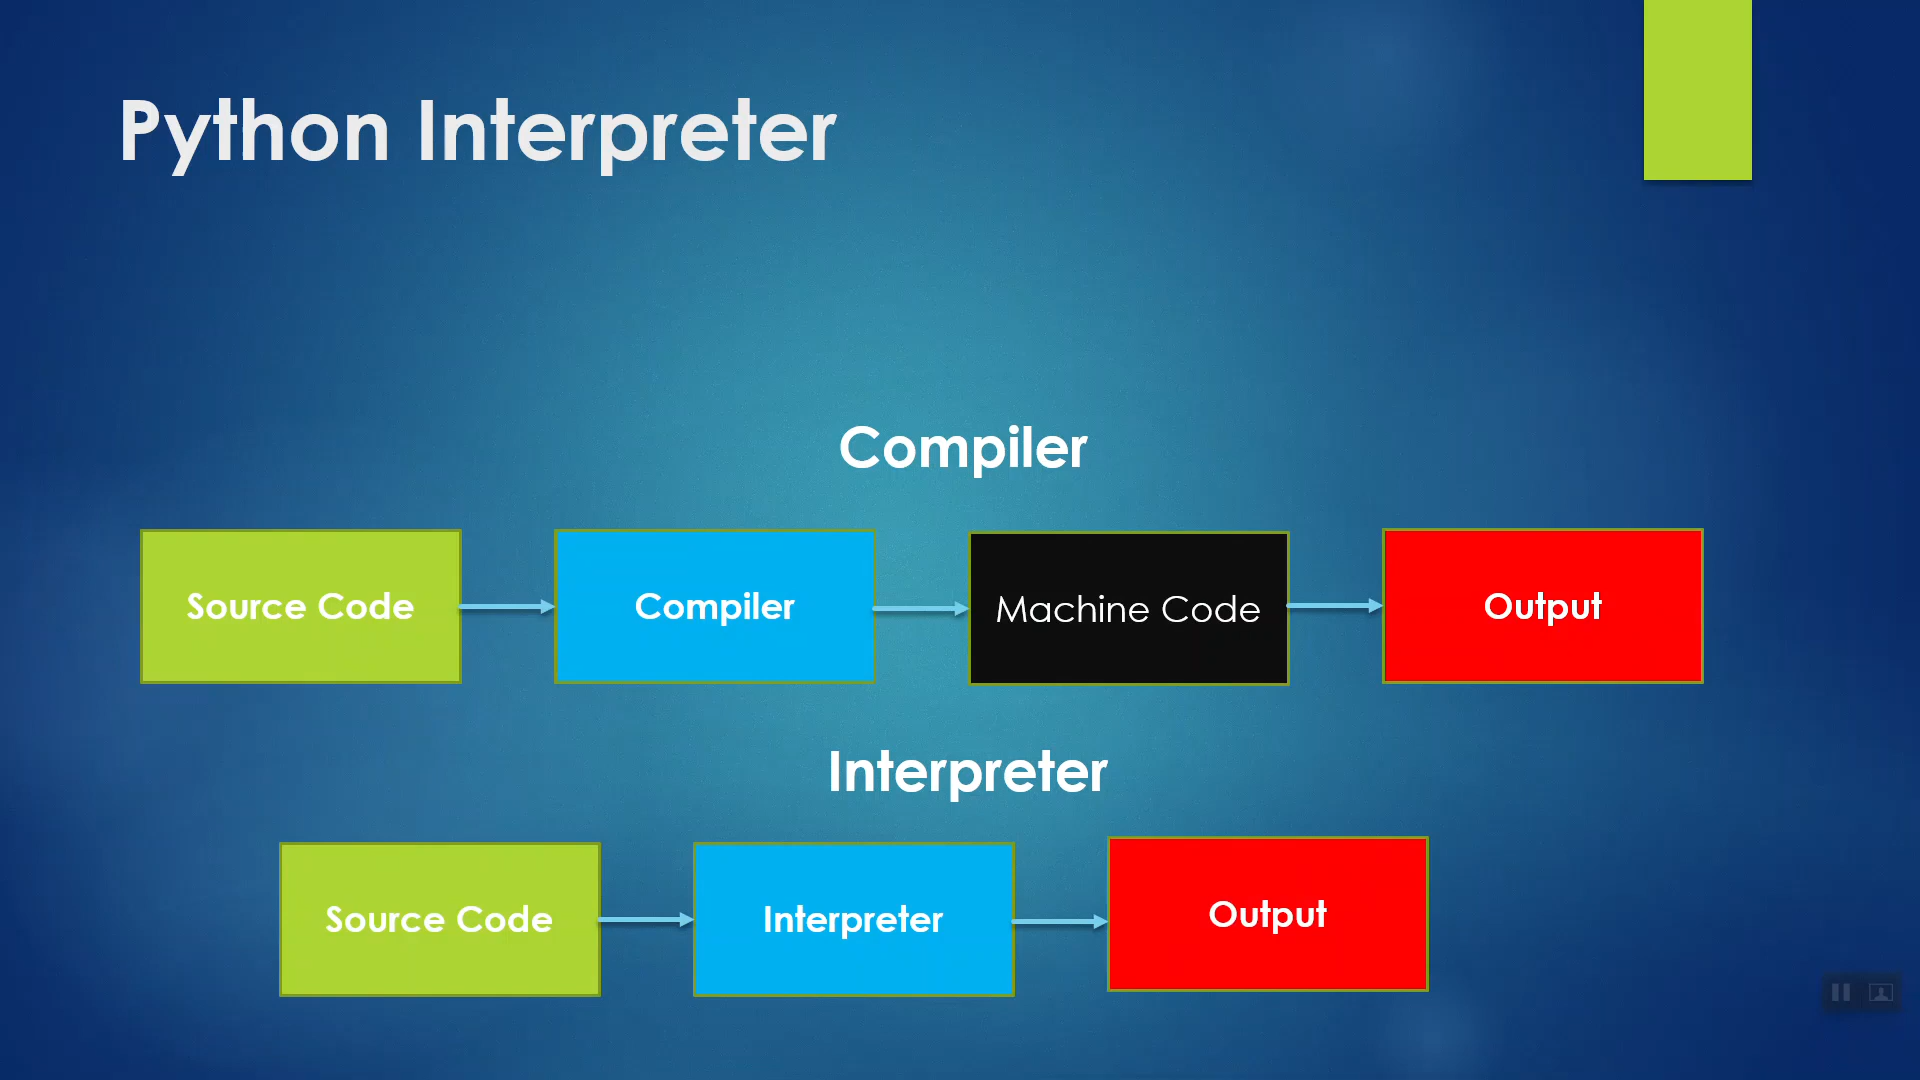 Python Interpreter
Compiler
Source Code
Compiler
Machine Code
Output
Interpreter
Source Code
Interpreter
Output